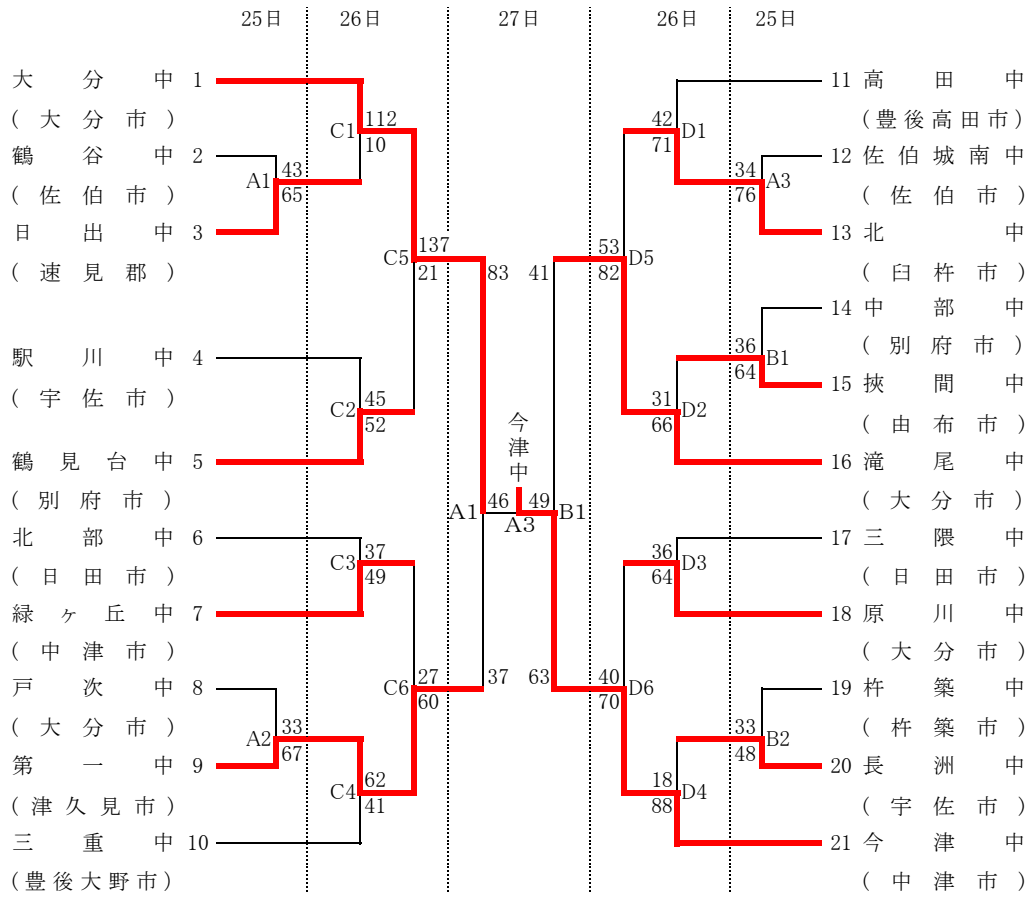 25日 26日 27日 26日 25日
大分中 1
(大分市)
鶴谷中 2
(佐伯市)
日出中 3
(速見郡)
駅川中 4
(宇佐市)
鶴見台中 5
(別府市)
北部中 6
(日田市)
緑ヶ丘中 7
(中津市)
戸次中 8
(大分市)
第一中 9
(津久見市)
三重中 10
(豊後大野市)
A1
43
65
A2
33
67
C1
112
10
C2
45
52
C3
37
49
C4
62
41
C5
137
21
C6
27
60
83
A1
37
今津中
46
A3
49
41
B1
63
53
D5
82
40
D6
70
42
D1
71
31
D2
66
36
D3
64
18
D4
88
34
A3
76
36
B1
64
33
B2
48
11 高田中
(豊後高田市)
12 佐伯城南中
(佐伯市)
13 北中
(臼杵市)
14 中部中
(別府市)
15 挾間中
(由布市)
16 滝尾中
(大分市)
17 三隈中
(日田市)
18 原川中
(大分市)
19 杵築中
(杵築市)
20 長洲中
(宇佐市)
21 今津中
(中津市)